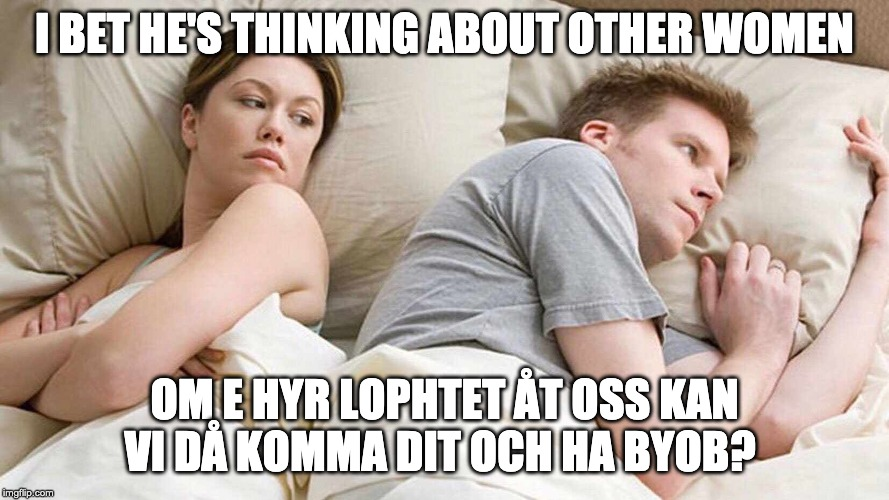 I BET HE'S THINKING ABOUT OTHER WOMEN
OM E HYR LOPHTET ÅT OSS KAN
VI DÅ KOMMA DIT OCH HA BYOB?
imgflip.com